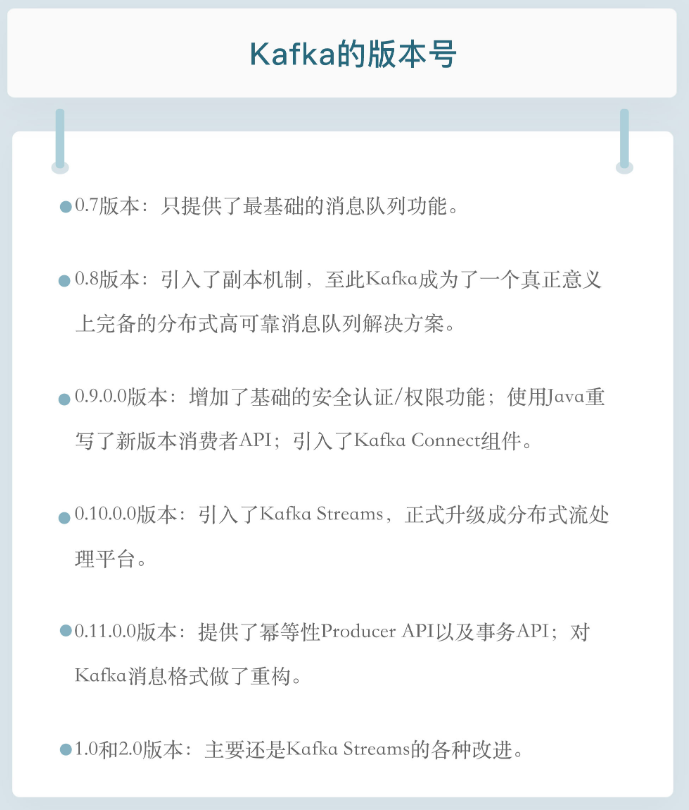 Kafka的版本号
0.7版本：只提供了最基础的消息队列功能。
0.8版本：引入了副本机制，至此Kafka成为了一个真正意义
上完备的分布式高可靠消息队列解决方案。
0.9.0.0版本：增加了基础的安全认证/权限功能；使用Java重
写了新版本消费者API；引入了Kafka Connect组件。
0.10.0.0版本：引入了Kafka Streams，正式升级成分布式流处
理平台。
0.11.0.0版本：提供了幂等性Producer API以及事务API；对
Kafka消息格式做了重构。
1.0和2.0版本：主要还是Kafka Streams的各种改进。